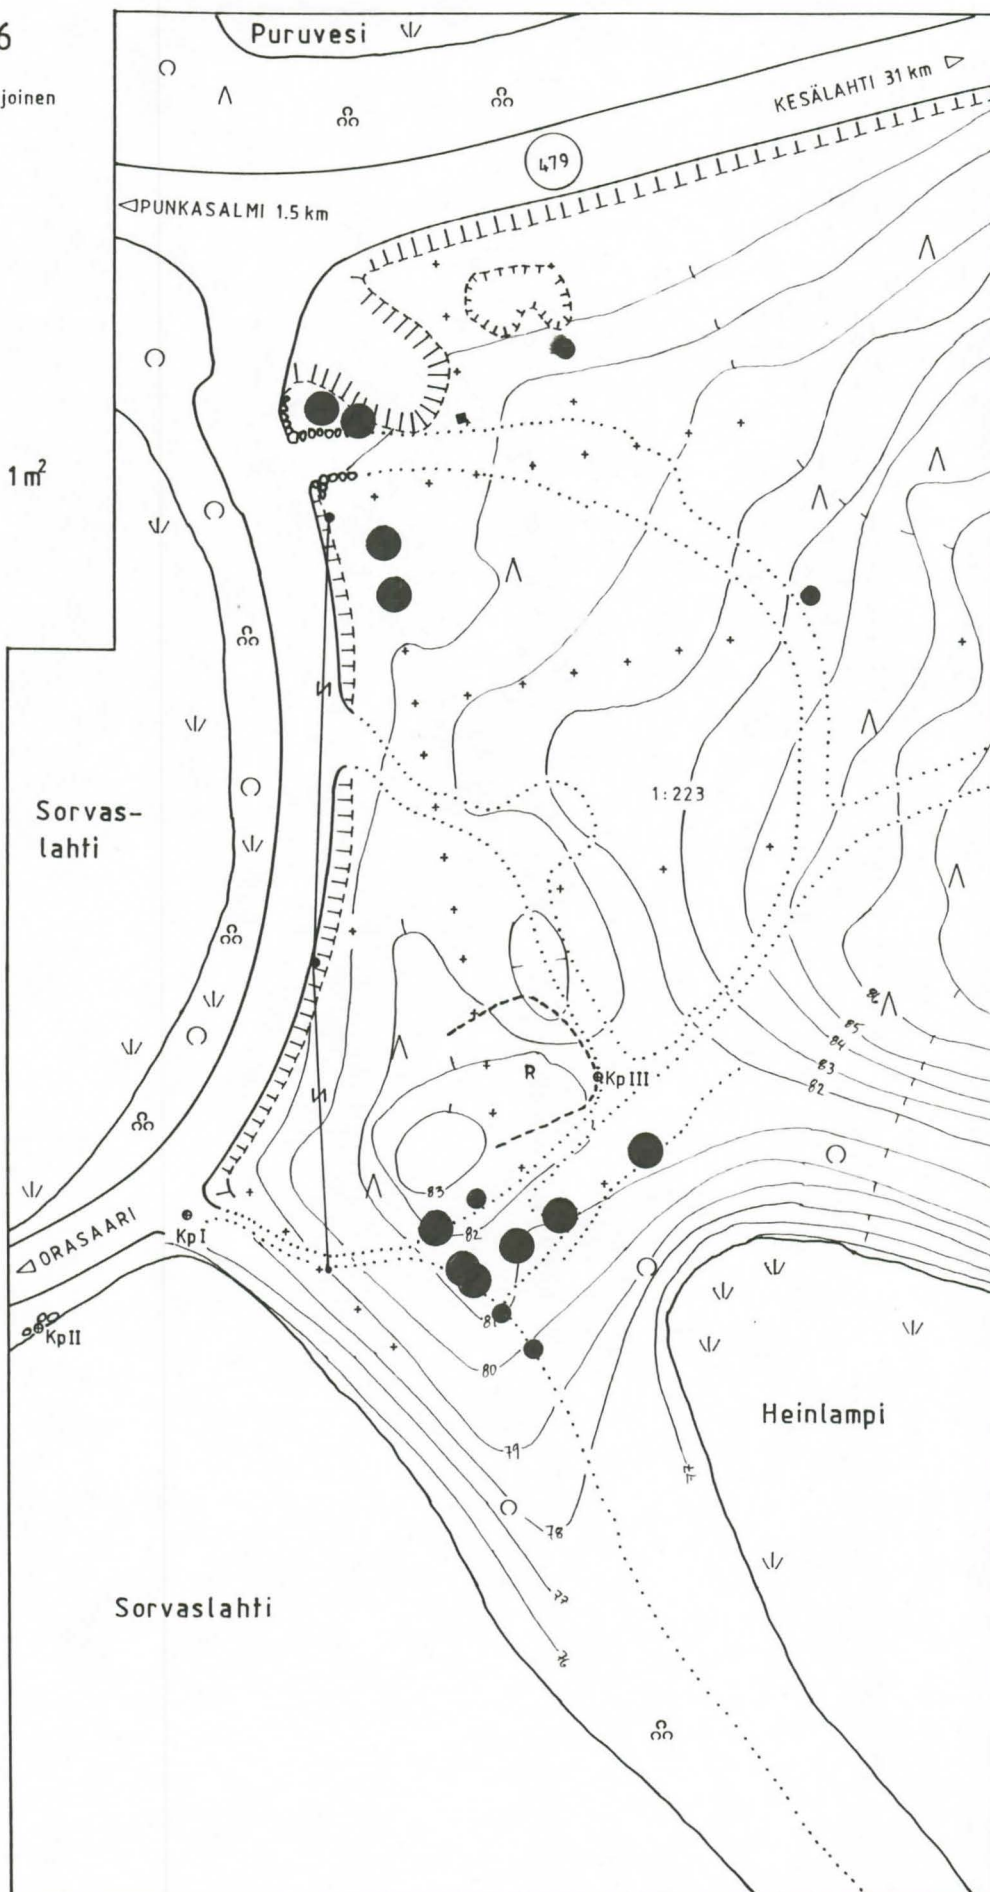 6
joinen
Puruvesi
KESÄLAHTI 31 km
479
PUNKASALMI 1.5 km
1 m²
1:223
Sorvas-
lahti
86
85
84
83
82
R
Kp III
83
82
ORASAARI
Kp I
Kp II
81
80
79
78
77
76
77
Heinlampi
Sorvaslahti